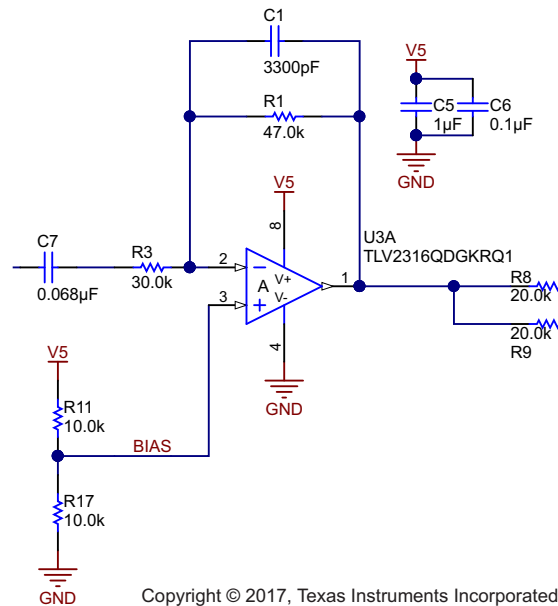 C1
3300pF
R1
47.0k
V5
C5
1µF
C6
0.1µF
GND
V5
8
U3A
TLV2316QDGKRQ1
C7
0.068µF
R3
30.0k
2
3
A
V+
V-
1
4
GND
R8
20.0k
20.0k
R9
V5
R11
10.0k
BIAS
R17
10.0k
GND
Copyright © 2017, Texas Instruments Incorporated